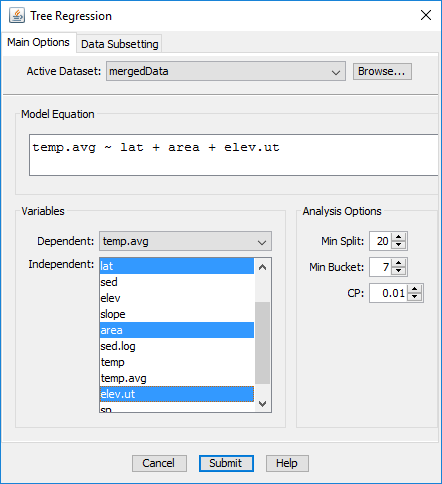 Tree Regression
Main Options
Data Subsetting
Active Dataset: mergedData Browse...
Model Equation
temp.avg ~ lat + area + elev.ut
Variables
Dependent: temp.avg
Independent: lat
sed
elev
slope
area
sed.log
temp
temp.avg
elev.ut
sp
Analysis Options
Min Split: 20
Min Bucket: 7
CP: 0.01
Cancel Submit Help